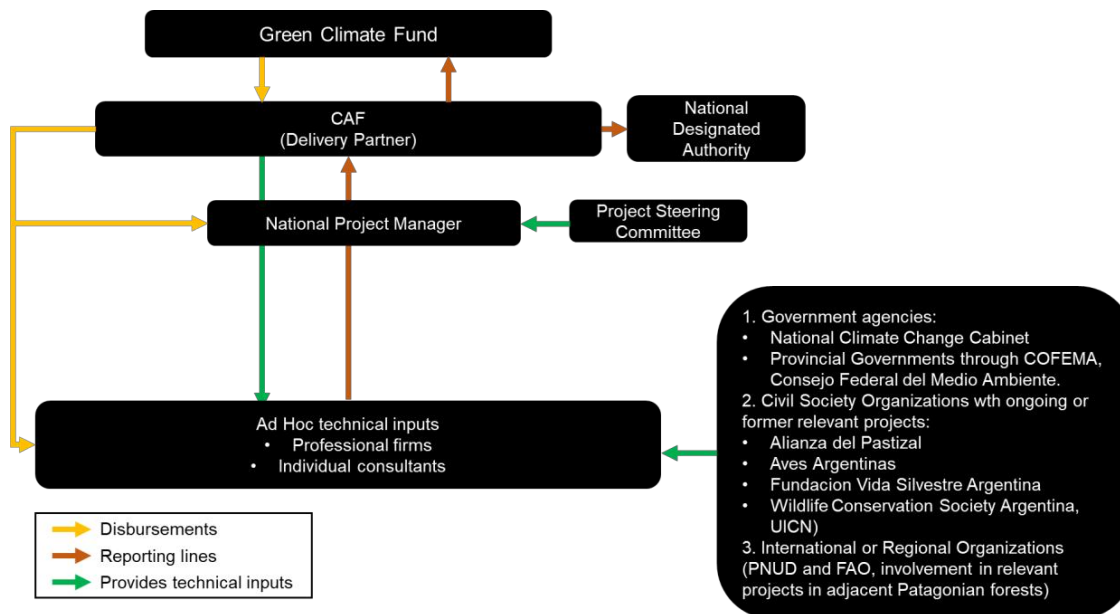 Green Climate Fund
CAF
(Delivery Partner)
National
Designated
Authority
National Project Manager
Project Steering
Committee
1. Government agencies:
• National Climate Change Cabinet
• Provincial Governments through COFEMA,
Consejo Federal del Medio Ambiente.
2. Civil Society Organizations wth ongoing or
former relevant projects:
• Alianza del Pastizal
• Aves Argentinas
• Fundacion Vida Silvestre Argentina
• Wildlife Conservation Society Argentina,
UICN)
3. International or Regional Organizations
(PNUD and FAO, involvement in relevant
projects in adjacent Patagonian forests)
Ad Hoc technical inputs
• Professional firms
• Individual consultants
Disbursements
Reporting lines
Provides technical inputs